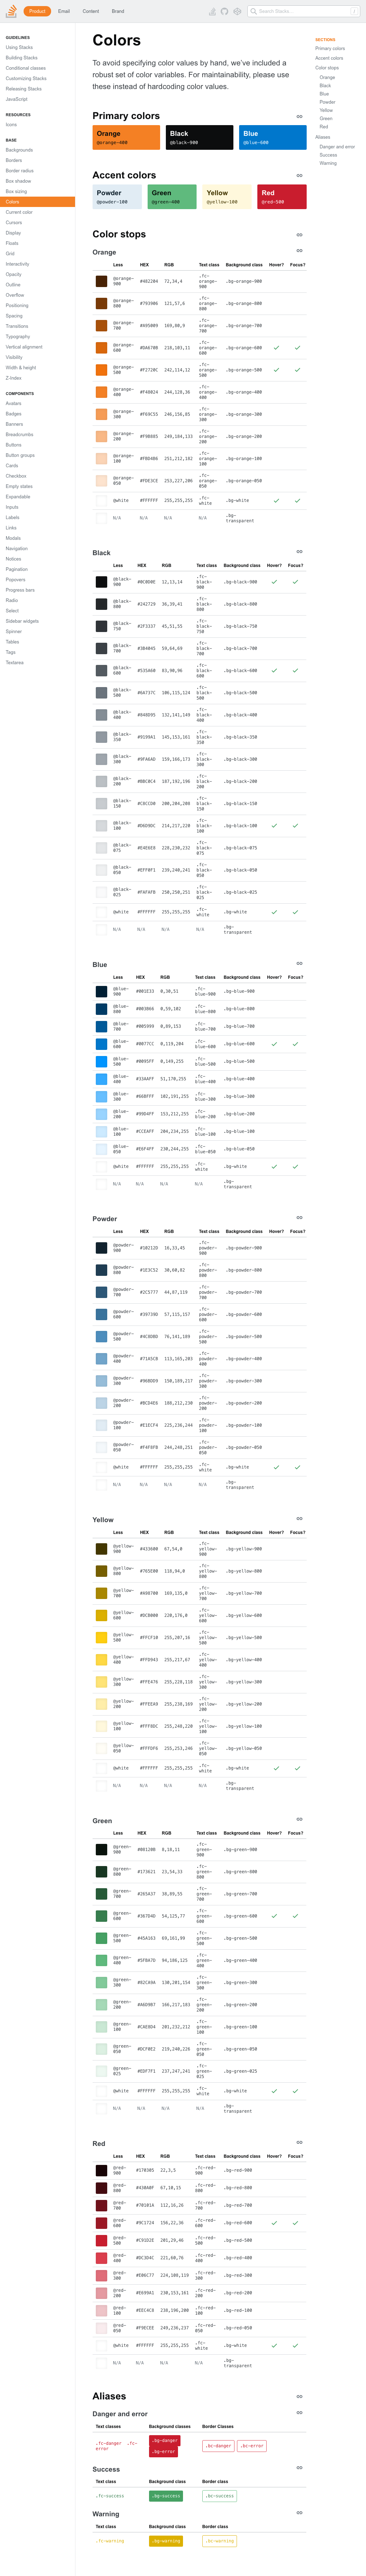 Product Email Content Brand
Search Stacks… /
GUIDELINES
Using Stacks
Building Stacks
Conditional classes
Customizing Stacks
Releasing Stacks
JavaScript
RESOURCES
Icons
BASE
Backgrounds
Borders
Border radius
Box shadow
Box sizing
Colors
Current color
Cursors
Display
Floats
Grid
Interactivity
Opacity
Outline
Overflow
Positioning
Spacing
Transitions
Typography
Vertical alignment
Visibility
Width & height
Z-index
COMPONENTS
Avatars
Badges
Banners
Breadcrumbs
Buttons
Button groups
Cards
Checkbox
Empty states
Expandable
Inputs
Labels
Links
Modals
Navigation
Notices
Pagination
Popovers
Progress bars
Radio
Select
Sidebar widgets
Spinner
Tables
Tabs
Tags
Textarea
Colors
To avoid specifying color values by hand, we've included a
robust set of color variables. For maintainability, please use
these instead of hardcoding color values.
Primary colors
Orange
@orange-400
Black
@black-900
Blue
@blue-600
Accent colors
Powder
@powder-100
Green
@green-400
Yellow
@yellow-100
Red
@red-500
Color stops
Orange
Less HEX RGB Text class Background class Hover? Focus?
@orange-900 #482204 72,34,4 .fc-orange-900 .bg-orange-900
@orange-800 #793906 121,57,6 .fc-orange-800 .bg-orange-800
@orange-700 .fc-orange-700 .bg-orange-700
@orange-600 #DA670B 218,103,11 .fc-orange-600 .bg-orange-600
@orange-500 #F2720C 242,114,12 .fc-orange-500 .bg-orange-500
@orange-400 #F48024 244,128,36 .fc-orange-400 .bg-orange-400
@orange-300 246,156,85 .fc-orange-300 .bg-orange-300
@orange-200 #F9B885 249,184,133 .fc-orange-200 .bg-orange-200
@orange-100 #FBD4B6 251,212,182 .fc-orange-100 .bg-orange-100
@orange-050 #FDE3CE 253,227,206 .fc-orange-050 .bg-orange-050
@white #FFFFFF 255,255,255 .fc-white .bg-white
N/A N/A N/A N/A .bg-transparent
Black
Less HEX RGB Text class Background class Hover? Focus?
@black-900 #0C0D0E 12,13,14 .fc-black-900 .bg-black-900
@black-800 #242729 36,39,41 .fc-black-800 .bg-black-800
@black-750 #2F3337 .fc-black-750 .bg-black-750
@black-700 #3B4045 59,64,69 .fc-black-700 .bg-black-700
@black-600 #535A60 83,90,96 .fc-black-600 .bg-black-600
@black-500 #6A737C 106,115,124 .fc-black-500 .bg-black-500
@black-400 #848D95 132,141,149 .fc-black-400 .bg-black-400
@black-350 #9199A1 145,153,161 .fc-black-350 .bg-black-350
@black-300 #9FA6AD 159,166,173 .fc-black-300 .bg-black-300
@black-200 #BBC0C4 187,192,196 .fc-black-200 .bg-black-200
@black-150 #C8CCD0 200,204,208 .fc-black-150 .bg-black-150
@black-100 #D6D9DC 214,217,220 .fc-black-100 .bg-black-100
@black-075 #E4E6E8 228,230,232 .fc-black-075 .bg-black-075
@black-050 #EFF0F1 239,240,241 .fc-black-050 .bg-black-050
@black-025 #FAFAFB 250,250,251 .fc-black-025 .bg-black-025
@white #FFFFFF 255,255,255 .fc-white .bg-white
N/A N/A N/A N/A .bg-transparent
Blue
Less HEX RGB Text class Background class Hover? Focus?
@blue-900 #001E33 0,30,51 .fc-blue-900 .bg-blue-900
@blue-800 #003B66 0,59,102 .fc-blue-800 .bg-blue-800
@blue-700 #005999 0,89,153 .fc-blue-700 .bg-blue-700
@blue-600 #0077CC 0,119,204 .fc-blue-600 .bg-blue-600
@blue-500 #0095FF 0,149,255 .fc-blue-500 .bg-blue-500
@blue-400 #33AAFF 51,170,255 .fc-blue-400 .bg-blue-400
@blue-300 #66BFFF 102,191,255 .fc-blue-300 .bg-blue-300
@blue-200 #99D4FF 153,212,255 .fc-blue-200 .bg-blue-200
@blue-100 #CCEAFF 204,234,255 .fc-blue-100 .bg-blue-100
@blue-050 #E6F4FF 230,244,255 .fc-blue-050 .bg-blue-050
@white #FFFFFF 255,255,255 .fc-white .bg-white
N/A N/A N/A N/A .bg-transparent
Powder
Less HEX RGB Text class Background class Hover? Focus?
@powder-900 #10212D 16,33,45 .fc-powder-900 .bg-powder-900
@powder-800 #1E3C52 30,60,82 .fc-powder-800 .bg-powder-800
@powder-700 #2C5777 44,87,119 .fc-powder-700 .bg-powder-700
@powder-600 #39739D 57,115,157 .fc-powder-600 .bg-powder-600
@powder-500 .fc-powder-500 .bg-powder-500
@powder-400 #71A5CB 113,165,203 .fc-powder-400 .bg-powder-400
@powder-300 #96BDD9 150,189,217 .fc-powder-300 .bg-powder-300
@powder-200 #BCD4E6 188,212,230 .fc-powder-200 .bg-powder-200
@powder-100 #E1ECF4 225,236,244 .fc-powder-100 .bg-powder-100
@powder-050 #F4F8FB 244,248,251 .fc-powder-050 .bg-powder-050
@white #FFFFFF 255,255,255 .fc-white .bg-white
N/A N/A N/A N/A .bg-transparent
Yellow
Less HEX RGB Text class Background class Hover? Focus?
@yellow-900 #433600 67,54,0 .fc-yellow-900 .bg-yellow-900
@yellow-800 #765E00 118,94,0 .fc-yellow-800 .bg-yellow-800
@yellow-700 #A98700 169,135,0 .fc-yellow-700 .bg-yellow-700
@yellow-600 #DCB000 220,176,0 .fc-yellow-600 .bg-yellow-600
@yellow-500 #FFCF10 255,207,16 .fc-yellow-500 .bg-yellow-500
@yellow-400 #FFD943 255,217,67 .fc-yellow-400 .bg-yellow-400
@yellow-300 #FFE476 255,228,118 .fc-yellow-300 .bg-yellow-300
@yellow-200 #FFEEA9 255,238,169 .fc-yellow-200 .bg-yellow-200
@yellow-100 #FFF8DC 255,248,220 .fc-yellow-100 .bg-yellow-100
@yellow-050 #FFFDF6 255,253,246 .fc-yellow-050 .bg-yellow-050
@white #FFFFFF 255,255,255 .fc-white .bg-white
N/A N/A N/A N/A .bg-transparent
Green
Less HEX RGB Text class Background class Hover? Focus?
@green-900 .fc-green-900 .bg-green-900
@green-800 #173621 23,54,33 .fc-green-800 .bg-green-800
@green-700 #265A37 .fc-green-700 .bg-green-700
@green-600 #367D4D 54,125,77 .fc-green-600 .bg-green-600
@green-500 #45A163 69,161,99 .fc-green-500 .bg-green-500
@green-400 #5FBA7D 94,186,125 .fc-green-400 .bg-green-400
@green-300 #82CA9A 130,201,154 .fc-green-300 .bg-green-300
@green-200 #A6D9B7 166,217,183 .fc-green-200 .bg-green-200
@green-100 #CAE8D4 201,232,212 .fc-green-100 .bg-green-100
@green-050 #DCF0E2 219,240,226 .fc-green-050 .bg-green-050
@green-025 #EDF7F1 237,247,241 .fc-green-025 .bg-green-025
@white #FFFFFF 255,255,255 .fc-white .bg-white
N/A N/A N/A N/A .bg-transparent
Red
Less HEX RGB Text class Background class Hover? Focus?
@red-900 #170305 22,3,5 .fc-red-900 .bg-red-900
@red-800 #430A0F 67,10,15 .fc-red-800 .bg-red-800
@red-700 #70101A 112,16,26 .fc-red-700 .bg-red-700
@red-600 #9C1724 156,22,36 .fc-red-600 .bg-red-600
@red-500 #C91D2E 201,29,46 .fc-red-500 .bg-red-500
@red-400 #DC3D4C 221,60,76 .fc-red-400 .bg-red-400
@red-300 .fc-red-300 .bg-red-300
@red-200 #E699A1 230,153,161 .fc-red-200 .bg-red-200
@red-100 #EEC4C8 238,196,200 .fc-red-100 .bg-red-100
@red-050 #F9ECEE .fc-red-050 .bg-red-050
@white #FFFFFF 255,255,255 .fc-white .bg-white
N/A N/A N/A N/A .bg-transparent
Aliases
Danger and error
Text classes Background classes Border Classes
.fc-danger .fc-error .bg-danger .bg-error .bc-danger .bc-error
Success
Text class Background class Border class
.fc-success .bg-success .bc-success
Warning
Text class Background class Border class
.fc-warning .bg-warning .bc-warning
SECTIONS
Primary colors
Accent colors
Color stops
Orange
Black
Blue
Powder
Yellow
Green
Red
Aliases
Danger and error
Success
Warning